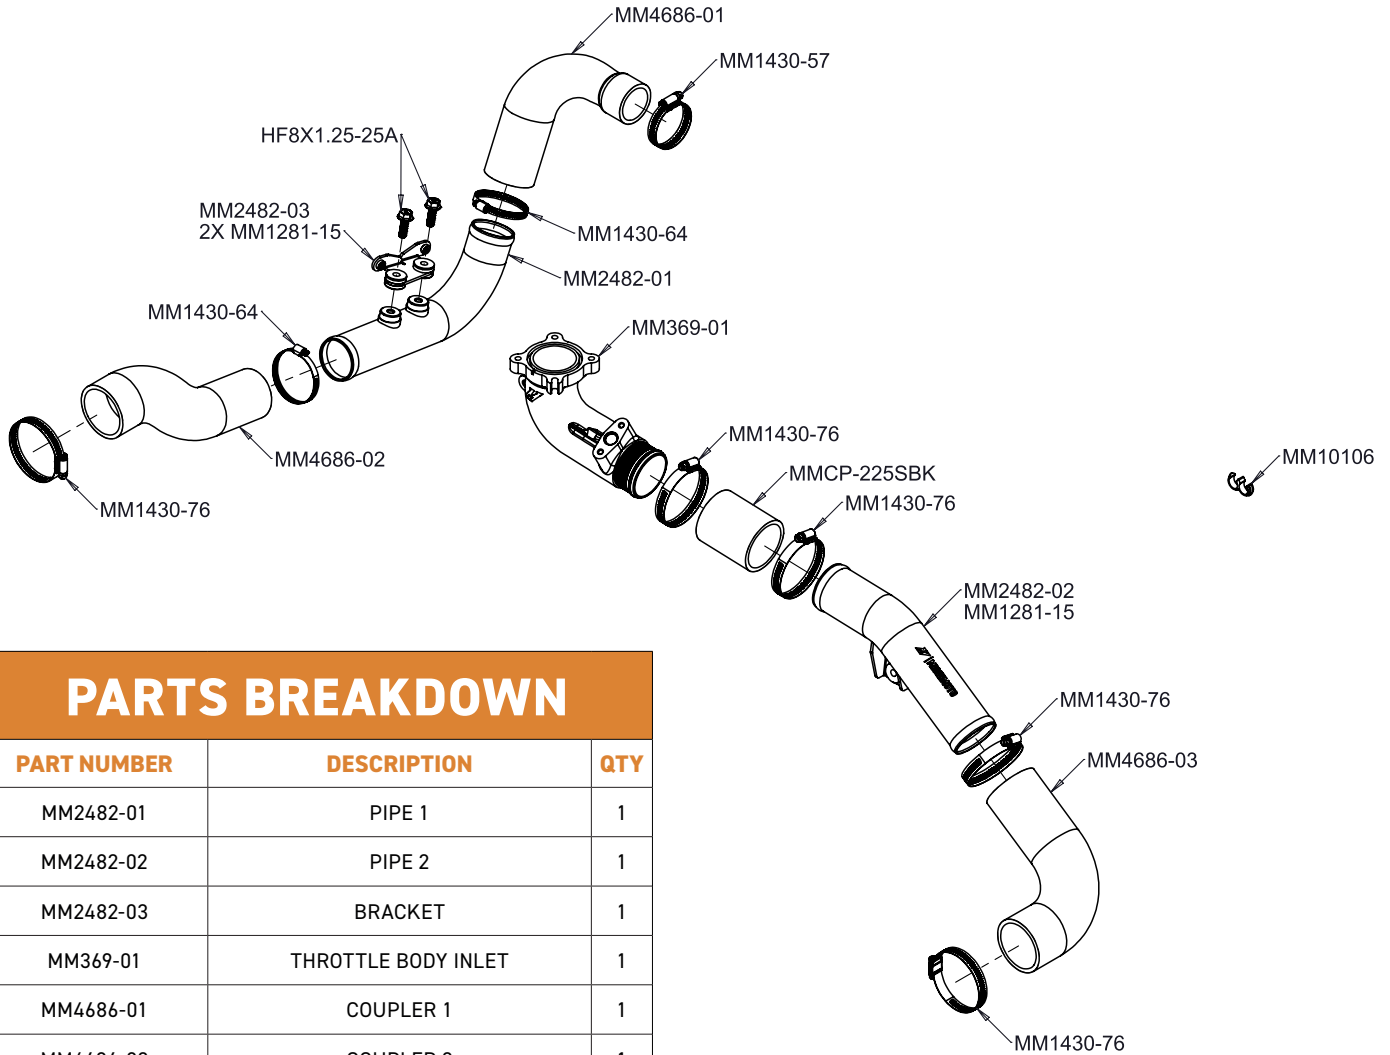 MM4686-01
MM1430-57
HF8X1.25-25A
MM2482-03
2X MM1281-15
MM1430-64
MM2482-01
MM1430-64
MM369-01
MM4686-02
MM1430-76
MM1430-76
MMCP-225SBK
MM1430-76
MM10106
MM2482-02
MM1281-15
MM1430-76
MM4686-03
MM1430-76
PARTS BREAKDOWN
PART NUMBER DESCRIPTION QTY
MM2482-01 PIPE 1 1
MM2482-02 PIPE 2 1
MM2482-03 BRACKET 1
MM369-01 THROTTLE BODY INLET 1
MM4686-01 COUPLER 1 1